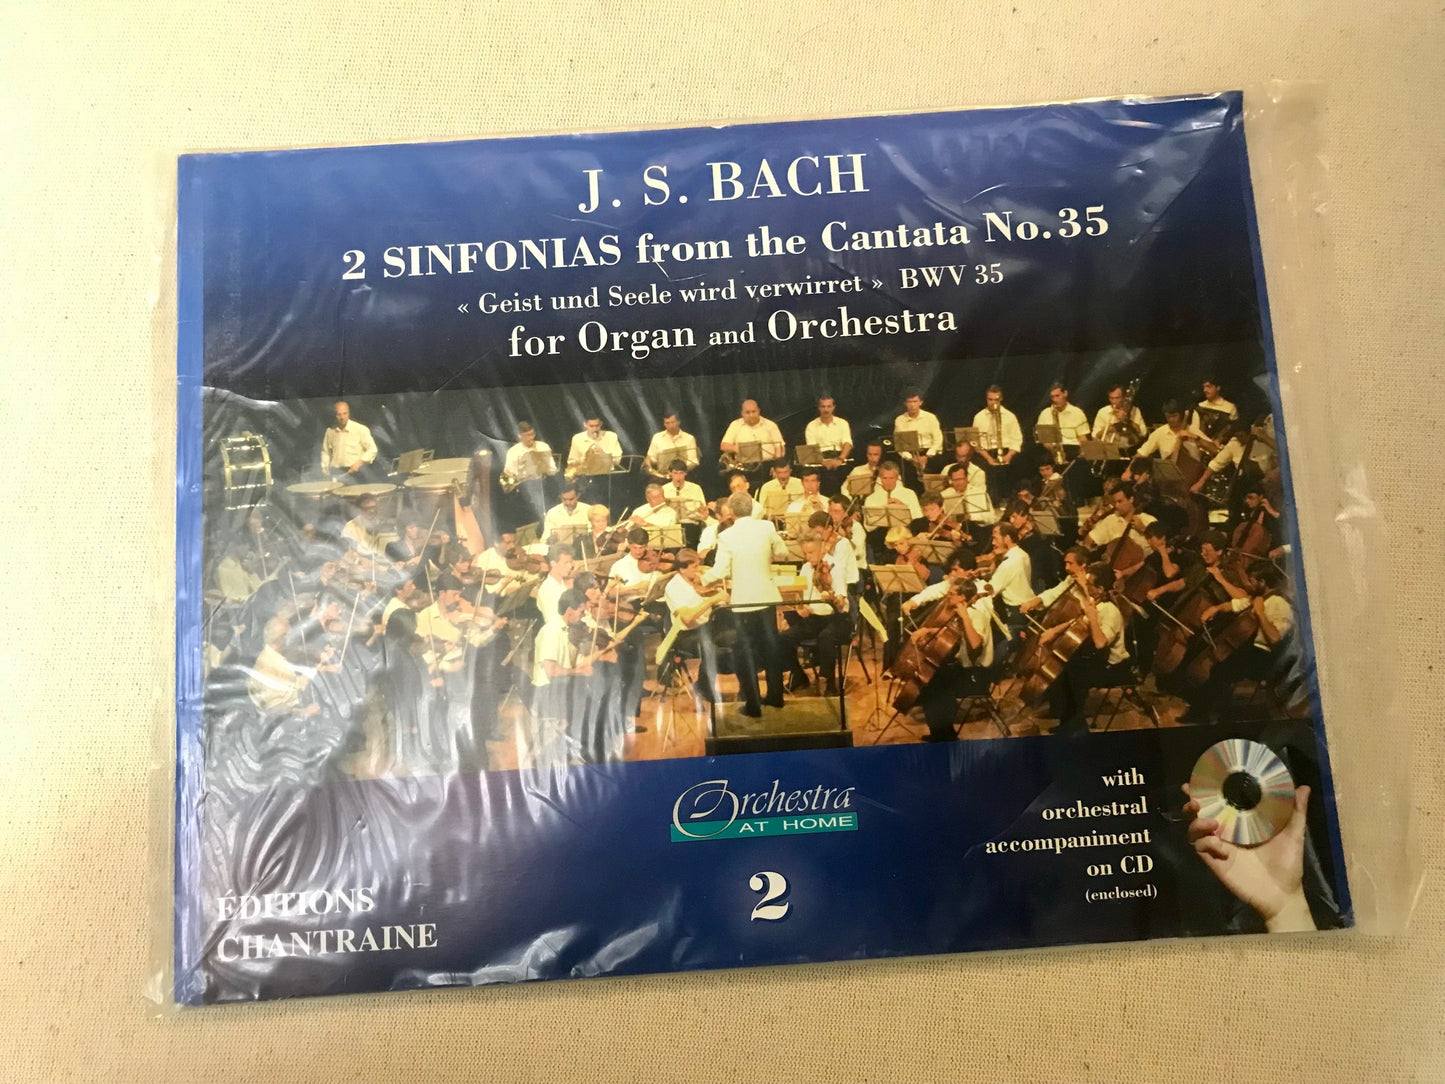 J. S. BACH
2 SINFONIAS from the Cantata No. 35
« Geist und Seele wird verwirret » BWV 35
for Organ and Orchestra
Orchestra
AT HOME
2
with
orchestral
accompaniment
on CD
(enclosed)
ÉDITIONS
CHANTRAINE